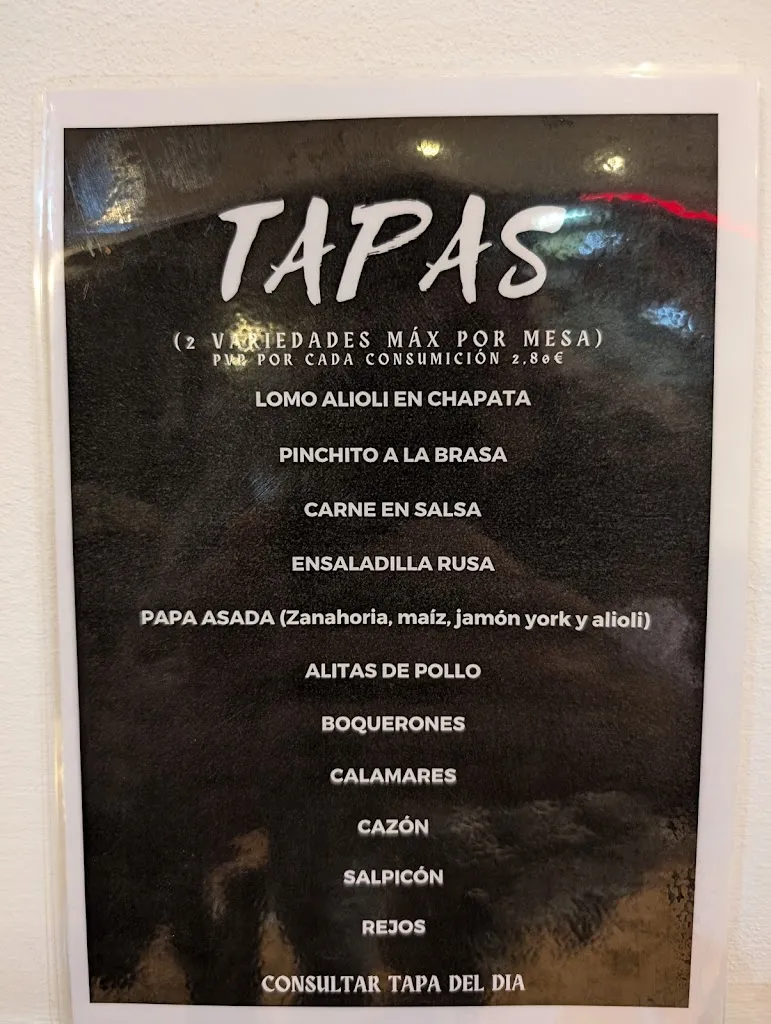 TAPAS
(2 VARIEDADES MÁX POR MESA)
PVP POR CADA CONSUMICIÓN 2,80€
LOMO ALIOLI EN CHAPATA
PINCHITO A LA BRASA
CARNE EN SALSA
ENSALADILLA RUSA
PAPA ASADA (Zanahoria, maíz, jamón york y alioli)
ALITAS DE POLLO
BOQUERONES
CALAMARES
CAZÓN
SALPICÓN
REJOS
CONSULTAR TAPA DEL DIA